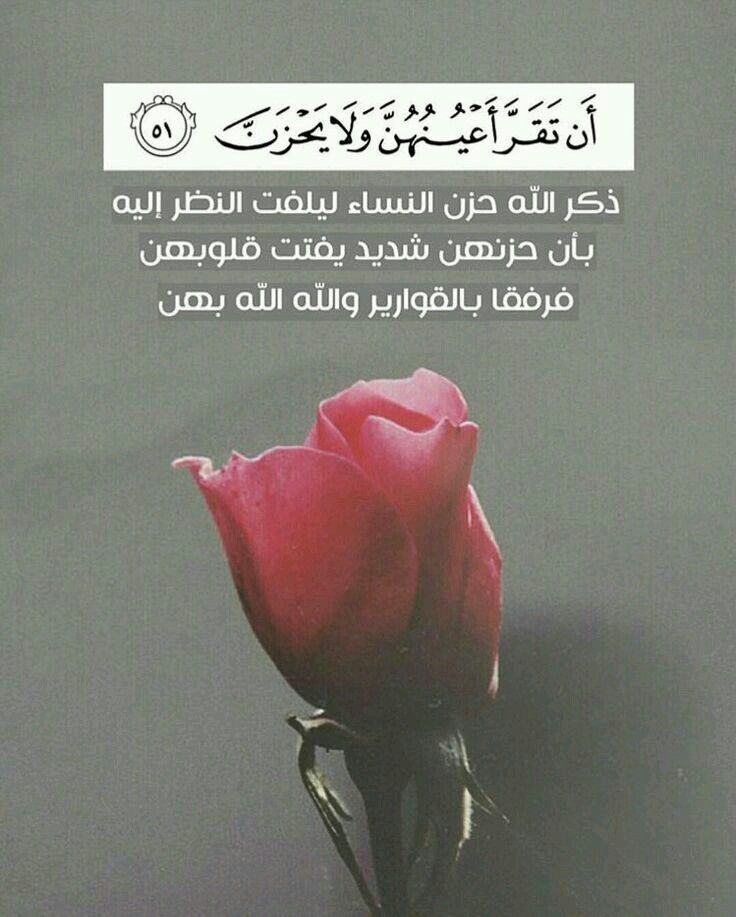 أَن تَقَرَّ أَعْيُنُهُنَّ وَلَا يَحْزَنَّ ٥١
ذكر الله حزن النساء ليلفت النظر إليه
بأن حزنهن شديد يفتت قلوبهن
فرفقا بالقوارير والله الله بهن